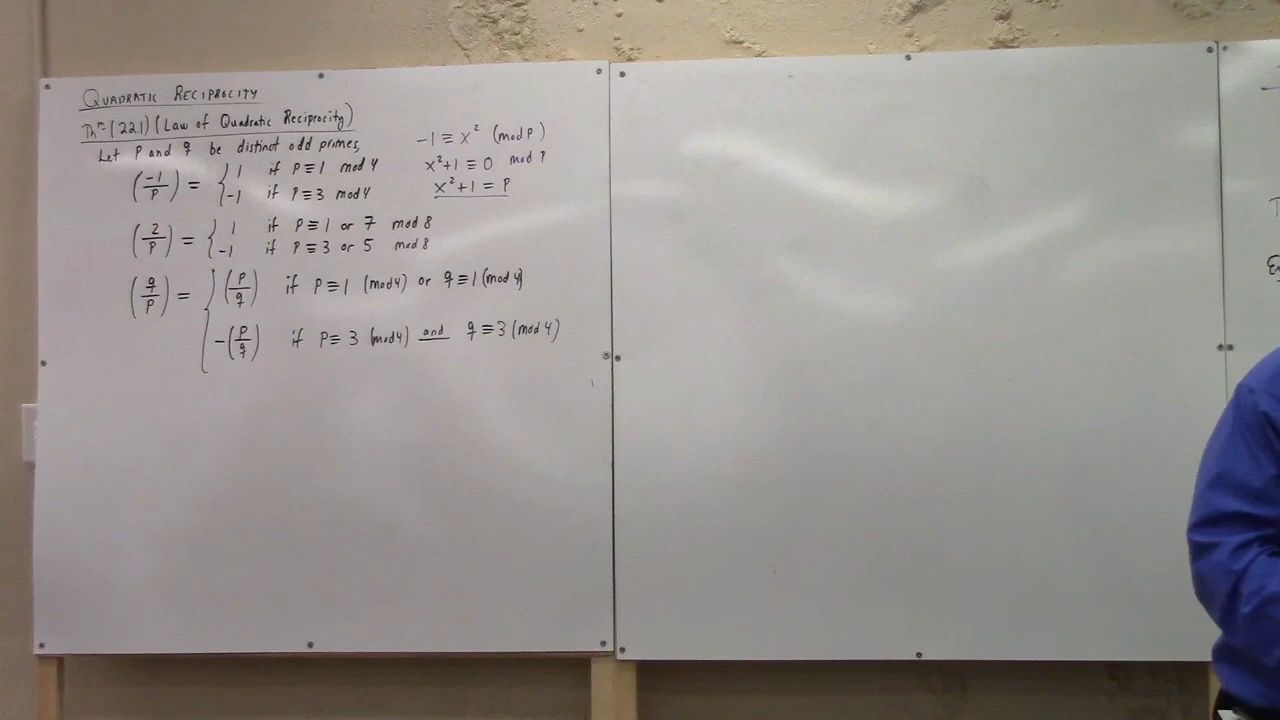 QUADRATIC RECIPROCITY
Thm (22.1) (Law of Quadratic Reciprocity)
Let p and q be distinct odd primes,
(-1/p) = { 1 if p ≡ 1 mod 4
-1 if p ≡ 3 mod 4
(2/p) = { 1 if p ≡ 1 or 7 mod 8
-1 if p ≡ 3 or 5 mod 8
(q/p) = { (p/q) if p ≡ 1 (mod 4) or q ≡ 1 (mod 4)
-(p/q) if p ≡ 3 (mod 4) and q ≡ 3 (mod 4)
-1 ≡ x² (mod p)
x²+1 ≡ 0 mod p
x²+1 = p